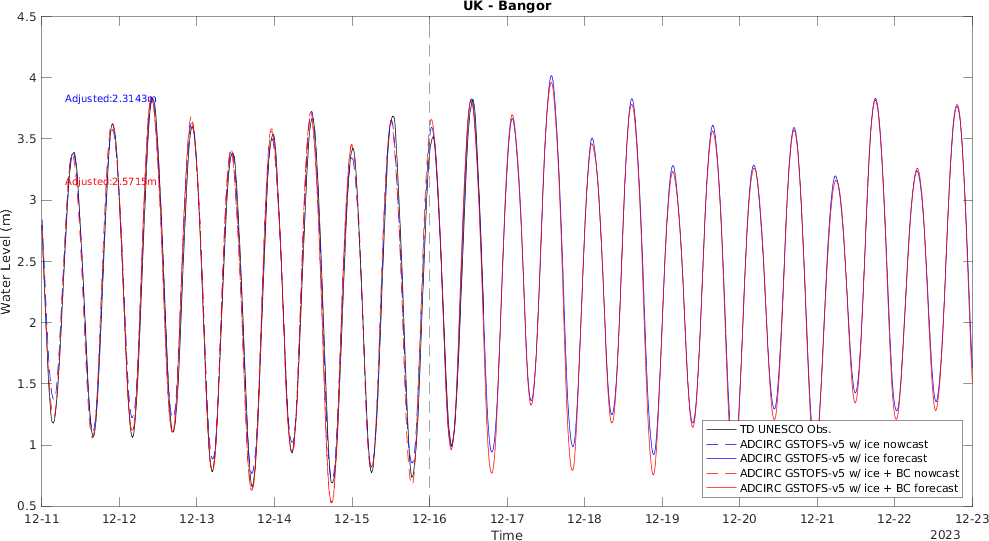 UK - Bangor
4.5
4
3.5
3
2.5
2
1.5
1
0.5
Water Level (m)
Adjusted:2.3143m
Adjusted:2.5715m
TD UNESCO Obs.
ADCIRC GSTOFS-v5 w/ ice nowcast
ADCIRC GSTOFS-v5 w/ ice forecast
ADCIRC GSTOFS-v5 w/ ice + BC nowcast
ADCIRC GSTOFS-v5 w/ ice + BC forecast
12-11 12-12 12-13 12-14 12-15 12-16 12-17 12-18 12-19 12-20 12-21 12-22 12-23
Time
2023